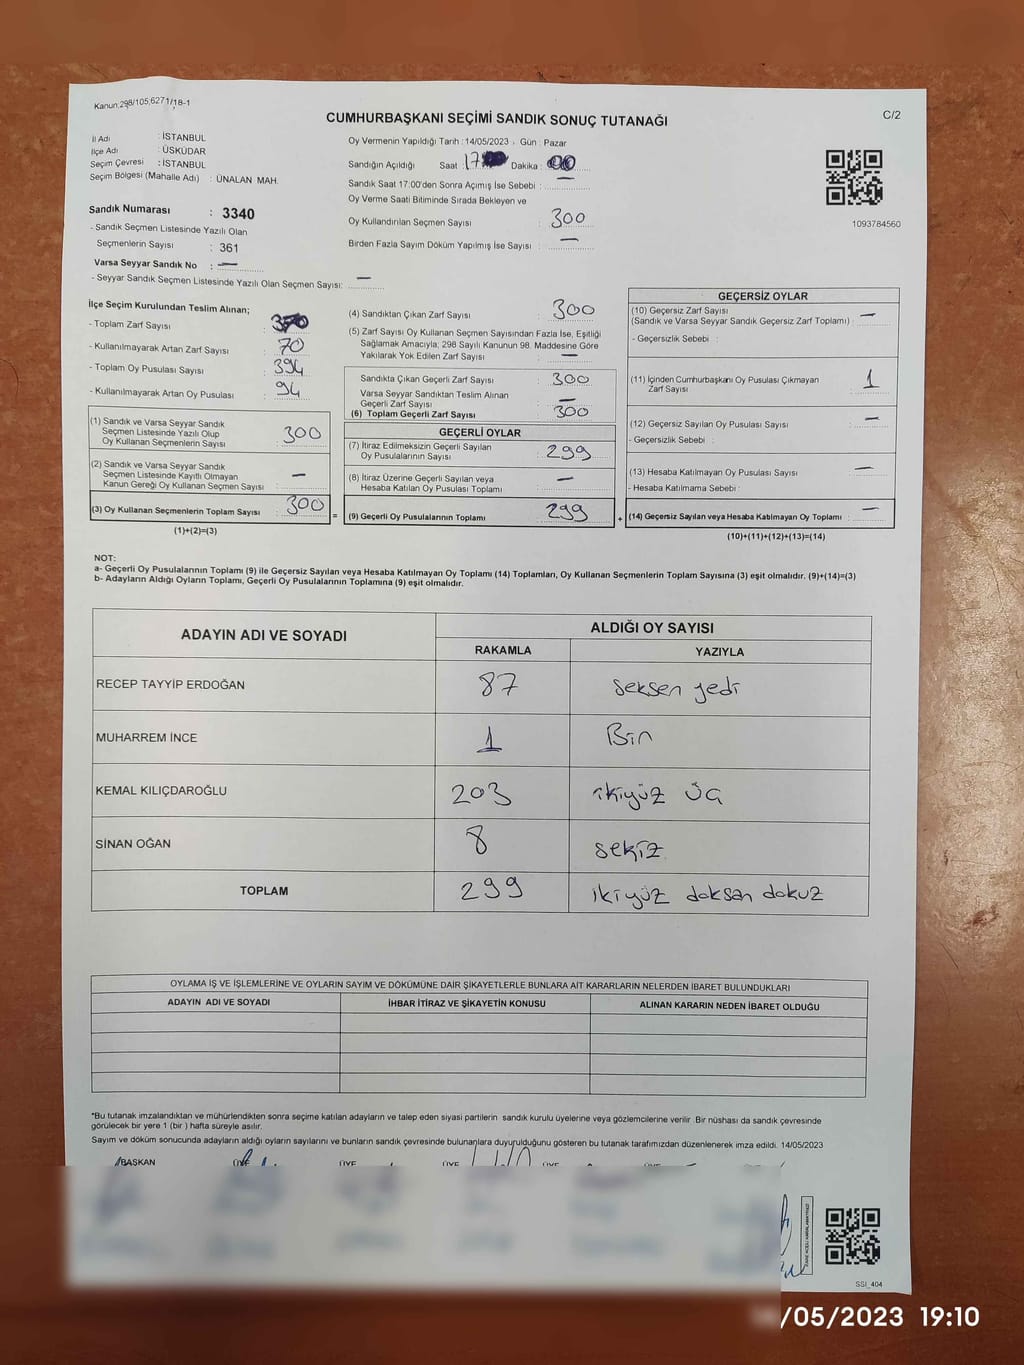 Kanun:298/105,6271/18-1
CUMHURBAŞKANI SEÇİMİ SANDIK SONUÇ TUTANAĞI
C/2
İl Adı : İSTANBUL
İlçe Adı : ÜSKÜDAR
Seçim Çevresi : İSTANBUL
Seçim Bölgesi (Mahalle Adı) : ÜNALAN MAH.
Sandık Numarası : 3340
- Sandık Seçmen Listesinde Yazılı Olan
Seçmenlerin Sayısı : 361
Varsa Seyyar Sandık No : —
- Seyyar Sandık Seçmen Listesinde Yazılı Olan Seçmen Sayısı: —
Oy Vermenin Yapıldığı Tarih : 14/05/2023 , Gün : Pazar
Sandığın Açıldığı Saat : 17 Dakika : 00
Sandık Saat 17:00'den Sonra Açımış İse Sebebi : —
Oy Verme Saati Bitiminde Sırada Bekleyen ve
Oy Kullandırılan Seçmen Sayısı : 300
Birden Fazla Sayım Döküm Yapılmış İse Sayısı : —
1093784560
İlçe Seçim Kurulundan Teslim Alınan;
- Toplam Zarf Sayısı : 370
- Kullanılmayarak Artan Zarf Sayısı : 70
- Toplam Oy Pusulası Sayısı : 394
- Kullanılmayarak Artan Oy Pusulası : 94
(1) Sandık ve Varsa Seyyar Sandık
Seçmen Listesinde Yazılı Olup
Oy Kullanan Seçmenlerin Sayısı : 300
(2) Sandık ve Varsa Seyyar Sandık
Seçmen Listesinde Kayıtlı Olmayan
Kanun Gereği Oy Kullanan Seçmen Sayısı : —
(3) Oy Kullanan Seçmenlerin Toplam Sayısı : 300 =
(1)+(2)=(3)
(4) Sandıktan Çıkan Zarf Sayısı : 300
(5) Zarf Sayısı Oy Kullanan Seçmen Sayısından Fazla İse, Eşitliği
Sağlamak Amacıyla; 298 Sayılı Kanunun 98. Maddesine Göre
Yakılarak Yok Edilen Zarf Sayısı : —
Sandıkta Çıkan Geçerli Zarf Sayısı : 300
Varsa Seyyar Sandıktan Teslim Alınan
Geçerli Zarf Sayısı : —
(6) Toplam Geçerli Zarf Sayısı : 300
GEÇERLİ OYLAR
(7) İtiraz Edilmeksizin Geçerli Sayılan
Oy Pusulalarının Sayısı : 299
(8) İtiraz Üzerine Geçerli Sayılan veya
Hesaba Katılan Oy Pusulası Toplamı : —
(9) Geçerli Oy Pusulalarının Toplamı : 299 +
GEÇERSİZ OYLAR
(10) Geçersiz Zarf Sayısı
(Sandık ve Varsa Seyyar Sandık Geçersiz Zarf Toplamı) : —
- Geçersizlik Sebebi :
(11) İçinden Cumhurbaşkanı Oy Pusulası Çıkmayan
Zarf Sayısı : 1
(12) Geçersiz Sayılan Oy Pusulası Sayısı : —
- Geçersizlik Sebebi :
(13) Hesaba Katılmayan Oy Pusulası Sayısı : —
- Hesaba Katılmama Sebebi :
(14) Geçersiz Sayılan veya Hesaba Katılmayan Oy Toplamı : —
(10)+(11)+(12)+(13)=(14)
NOT:
a- Geçerli Oy Pusulalarının Toplamı (9) ile Geçersiz Sayılan veya Hesaba Katılmayan Oy Toplamı (14) Toplamları, Oy Kullanan Seçmenlerin Toplam Sayısına (3) eşit olmalıdır. (9)+(14)=(3)
b- Adayların Aldığı Oyların Toplamı, Geçerli Oy Pusulalarının Toplamına (9) eşit olmalıdır.
ADAYIN ADI VE SOYADI
ALDIĞI OY SAYISI
RAKAMLA YAZIYLA
RECEP TAYYİP ERDOĞAN 87 seksen yedi
MUHARREM İNCE 1 Bir
KEMAL KILIÇDAROĞLU 203 ikiyüz üç
SİNAN OĞAN 8 sekiz
TOPLAM 299 ikiyüz doksan dokuz
OYLAMA İŞ VE İŞLEMLERİNE VE OYLARIN SAYIM VE DÖKÜMÜNE DAİR ŞİKAYETLERLE BUNLARA AİT KARARLARIN NELERDEN İBARET BULUNDUKLARI
ADAYIN ADI VE SOYADI İHBAR İTİRAZ VE ŞİKAYETİN KONUSU ALINAN KARARIN NEDEN İBARET OLDUĞU
*Bu tutanak imzalandıktan ve mühürlendikten sonra seçime katılan adayların ve talep eden siyasi partilerin sandık kurulu üyelerine veya gözlemcilerine verilir. Bir nüshası da sandık çevresinde
görülecek bir yere 1 (bir ) hafta süreyle asılır.
Sayım ve döküm sonucunda adayların aldığı oyların sayılarını ve bunların sandık çevresinde bulunanlara duyurulduğunu gösteren bu tutanak tarafımızdan düzenlenerek imza edildi. 14/05/2023
BAŞKAN ÜYE ÜYE ÜYE ÜYE ÜYE
SSİ_404
/05/2023 19:10